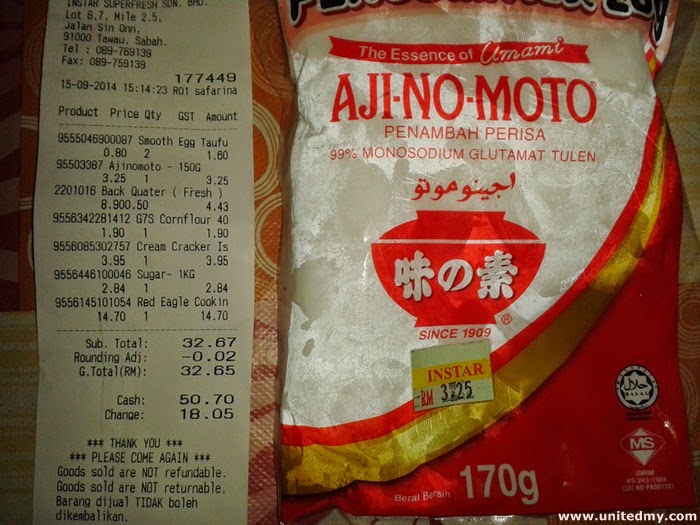 INSTAR SUPERFRESH SDN. BHD.
Lot 6,7, Mile 2.5,
Jalan Sin Onn,
91000 Tawau, Sabah.
Tel : 089-769139
Fax: 089-759139
177449
15-09-2014 15:14:23 R01 safarina
Product Price Qty GST Amount
9555046900087 Smooth Egg Taufu
0.80 2 1.60
95503387 Ajinomoto - 150G
3.25 1 3.25
2201016 Back Quater ( Fresh )
8.900.50 4.43
9556342281412 G7S Cornflour 40
1.90 1 1.90
9556085302757 Cream Cracker Is
3.95 1 3.95
9556446100046 Sugar- 1KG
2.84 1 2.84
9556145101054 Red Eagle Cookin
14.70 1 14.70
Sub. Total: 32.67
Rounding Adj: -0.02
G.Total(RM): 32.65
Cash: 50.70
Change: 18.05
*** THANK YOU ***
*** PLEASE COME AGAIN ***
Goods sold are NOT refundable.
Goods sold are NOT returnable.
Barang dijual TIDAK boleh
dikembalikan.
The Essence of Umami
AJI-NO-MOTO®
PENAMBAH PERISA
99% MONOSODIUM GLUTAMAT TULEN
اجينوموتو
味の素
®
SINCE 1909
INSTAR
RM 3.25
HALAL
MS
SIRIM
MS 243:1988
Berat Bersih 170g
www.unitedmy.com